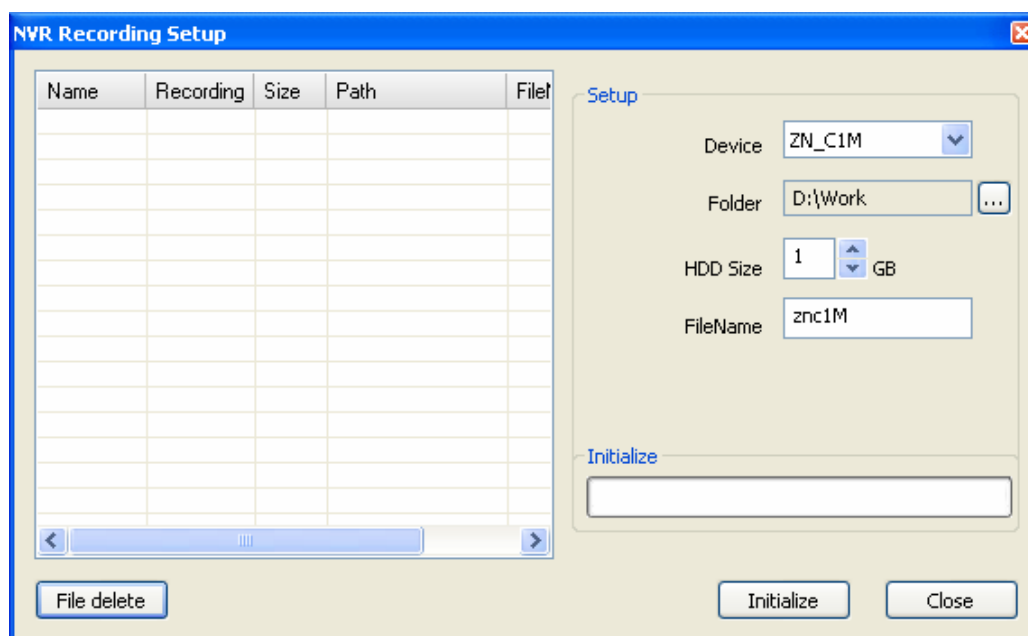 NVR Recording Setup
Name Recording Size Path
Setup
Device ZN_C1M
Folder D:\Work ...
HDD Size 1 GB
FileName znc1M
Initialize
File delete Initialize Close